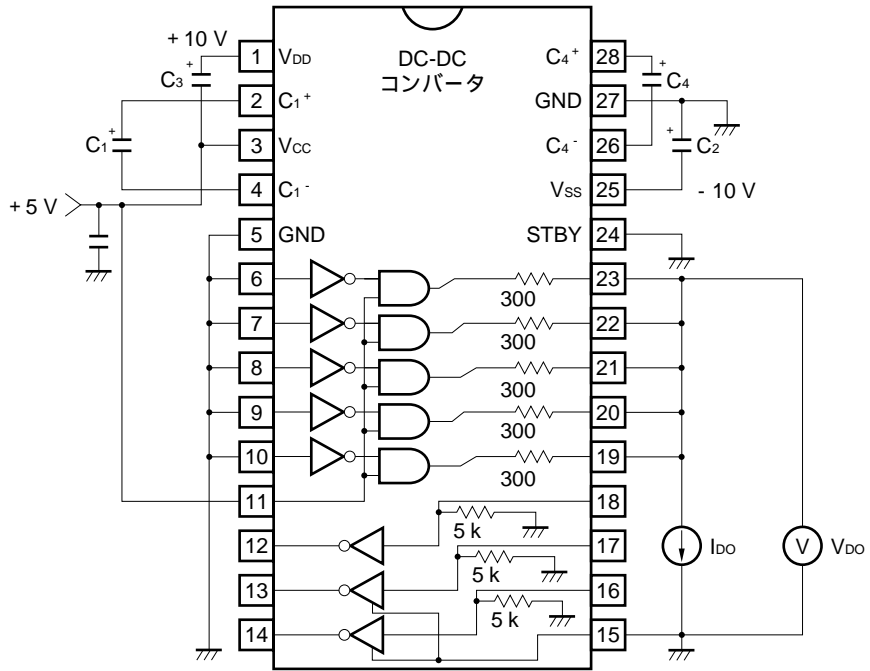 + 10 V
1 VDD
DC-DC
コンバータ
C4+ 28
C3 +
+ C4
2 C1+
GND 27
+
C1
3 VCC
C4- 26
+
C2
4 C1-
VSS 25
- 10 V
+ 5 V
5 GND
STBY 24
6
23
300
7
22
300
8
21
300
9
20
300
10
19
300
11
18
5 k
12
17
5 k
IDO
V
VDO
13
16
5 k
14
15